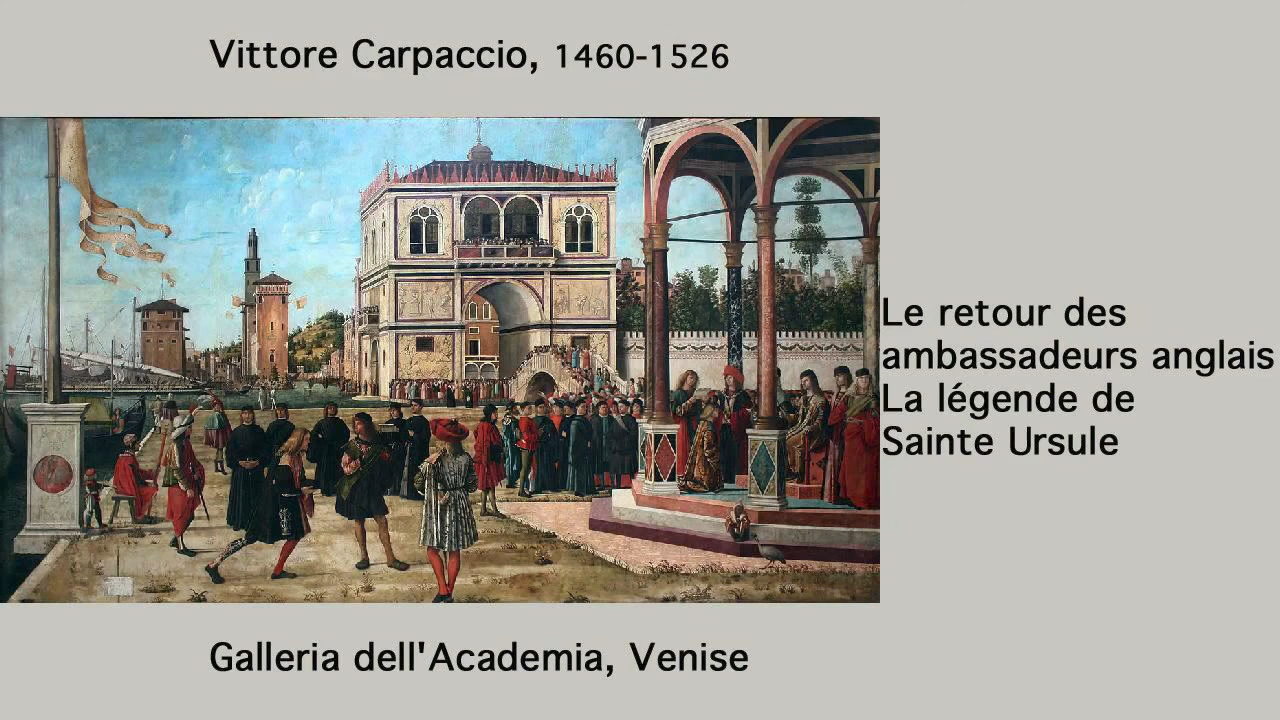 Vittore Carpaccio, 1460-1526
Le retour des
ambassadeurs anglais
La légende de
Sainte Ursule
Galleria dell'Academia, Venise